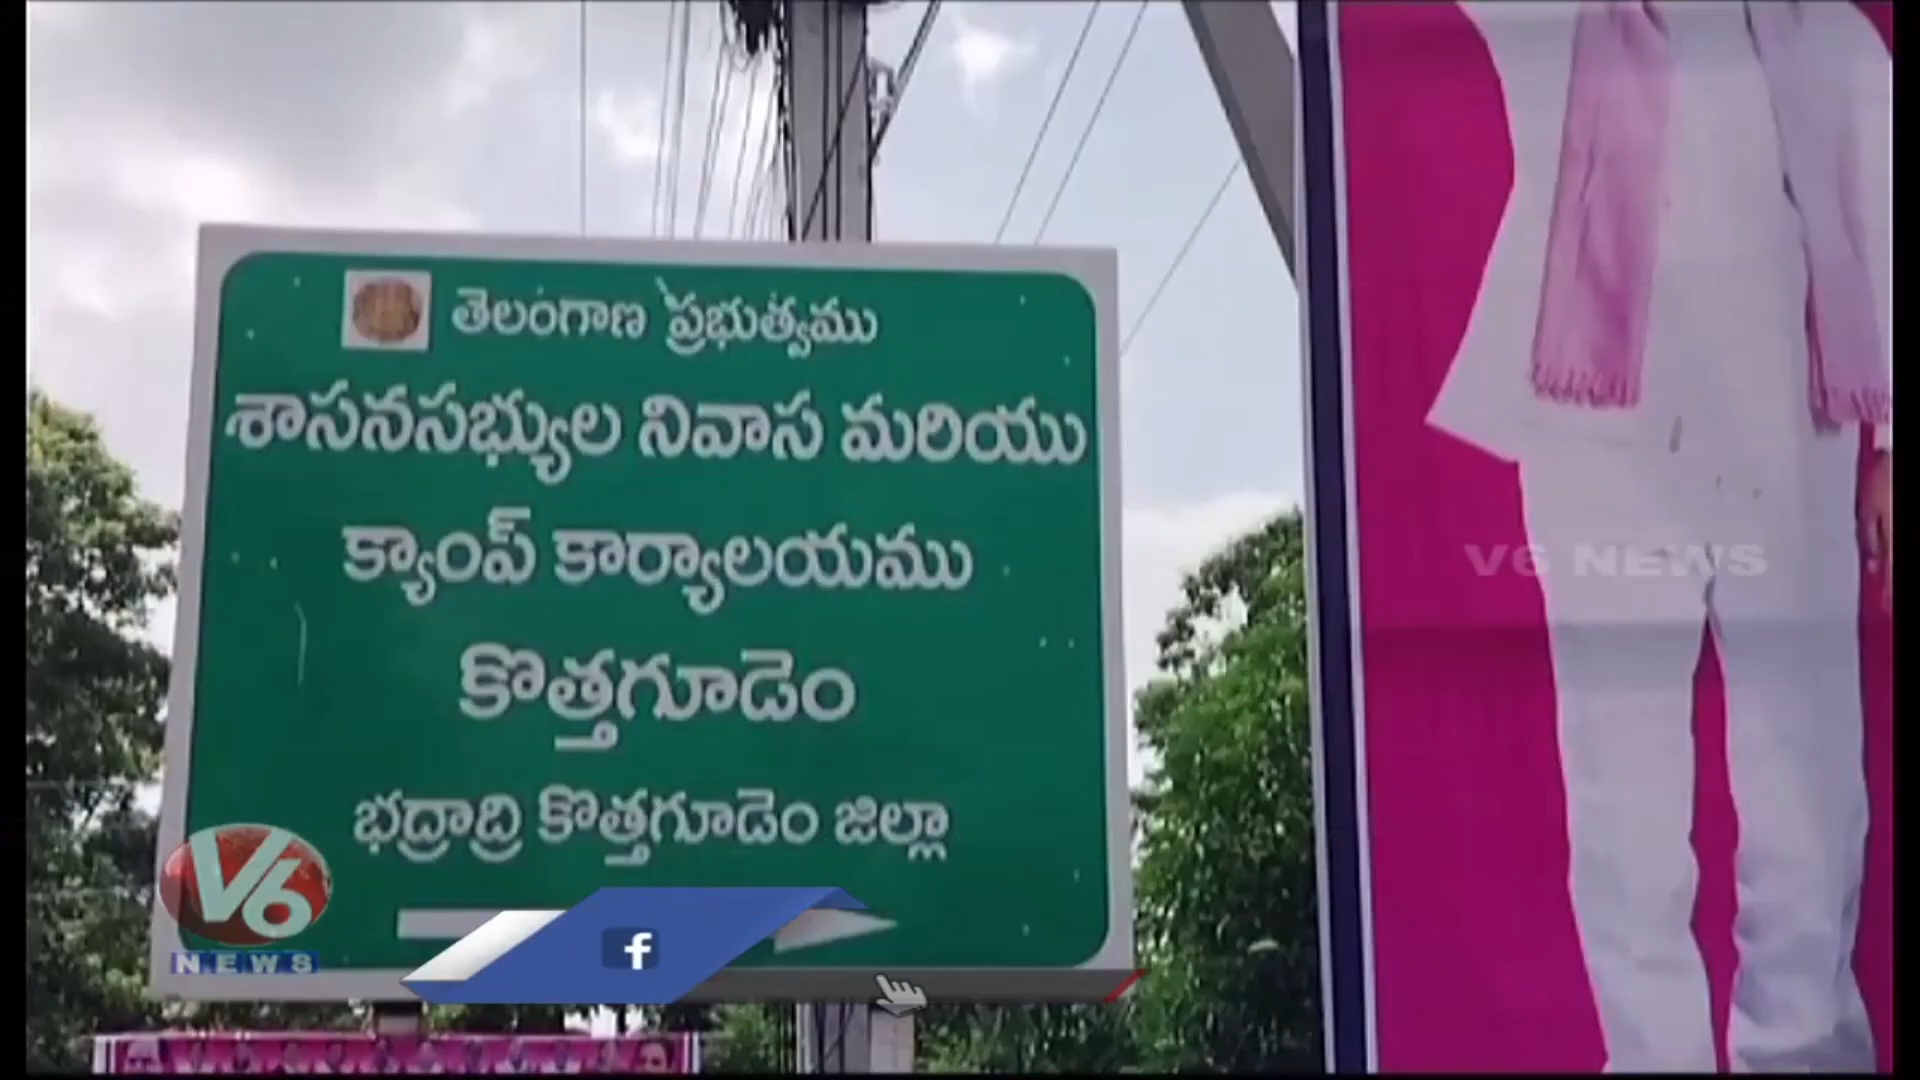 తెలంగాణ ప్రభుత్వము
శాసనసభ్యుల నివాస మరియు
క్యాంప్ కార్యాలయము
కొత్తగూడెం
భద్రాద్రి కొత్తగూడెం జిల్లా
V6 NEWS
V6
NEWS
f